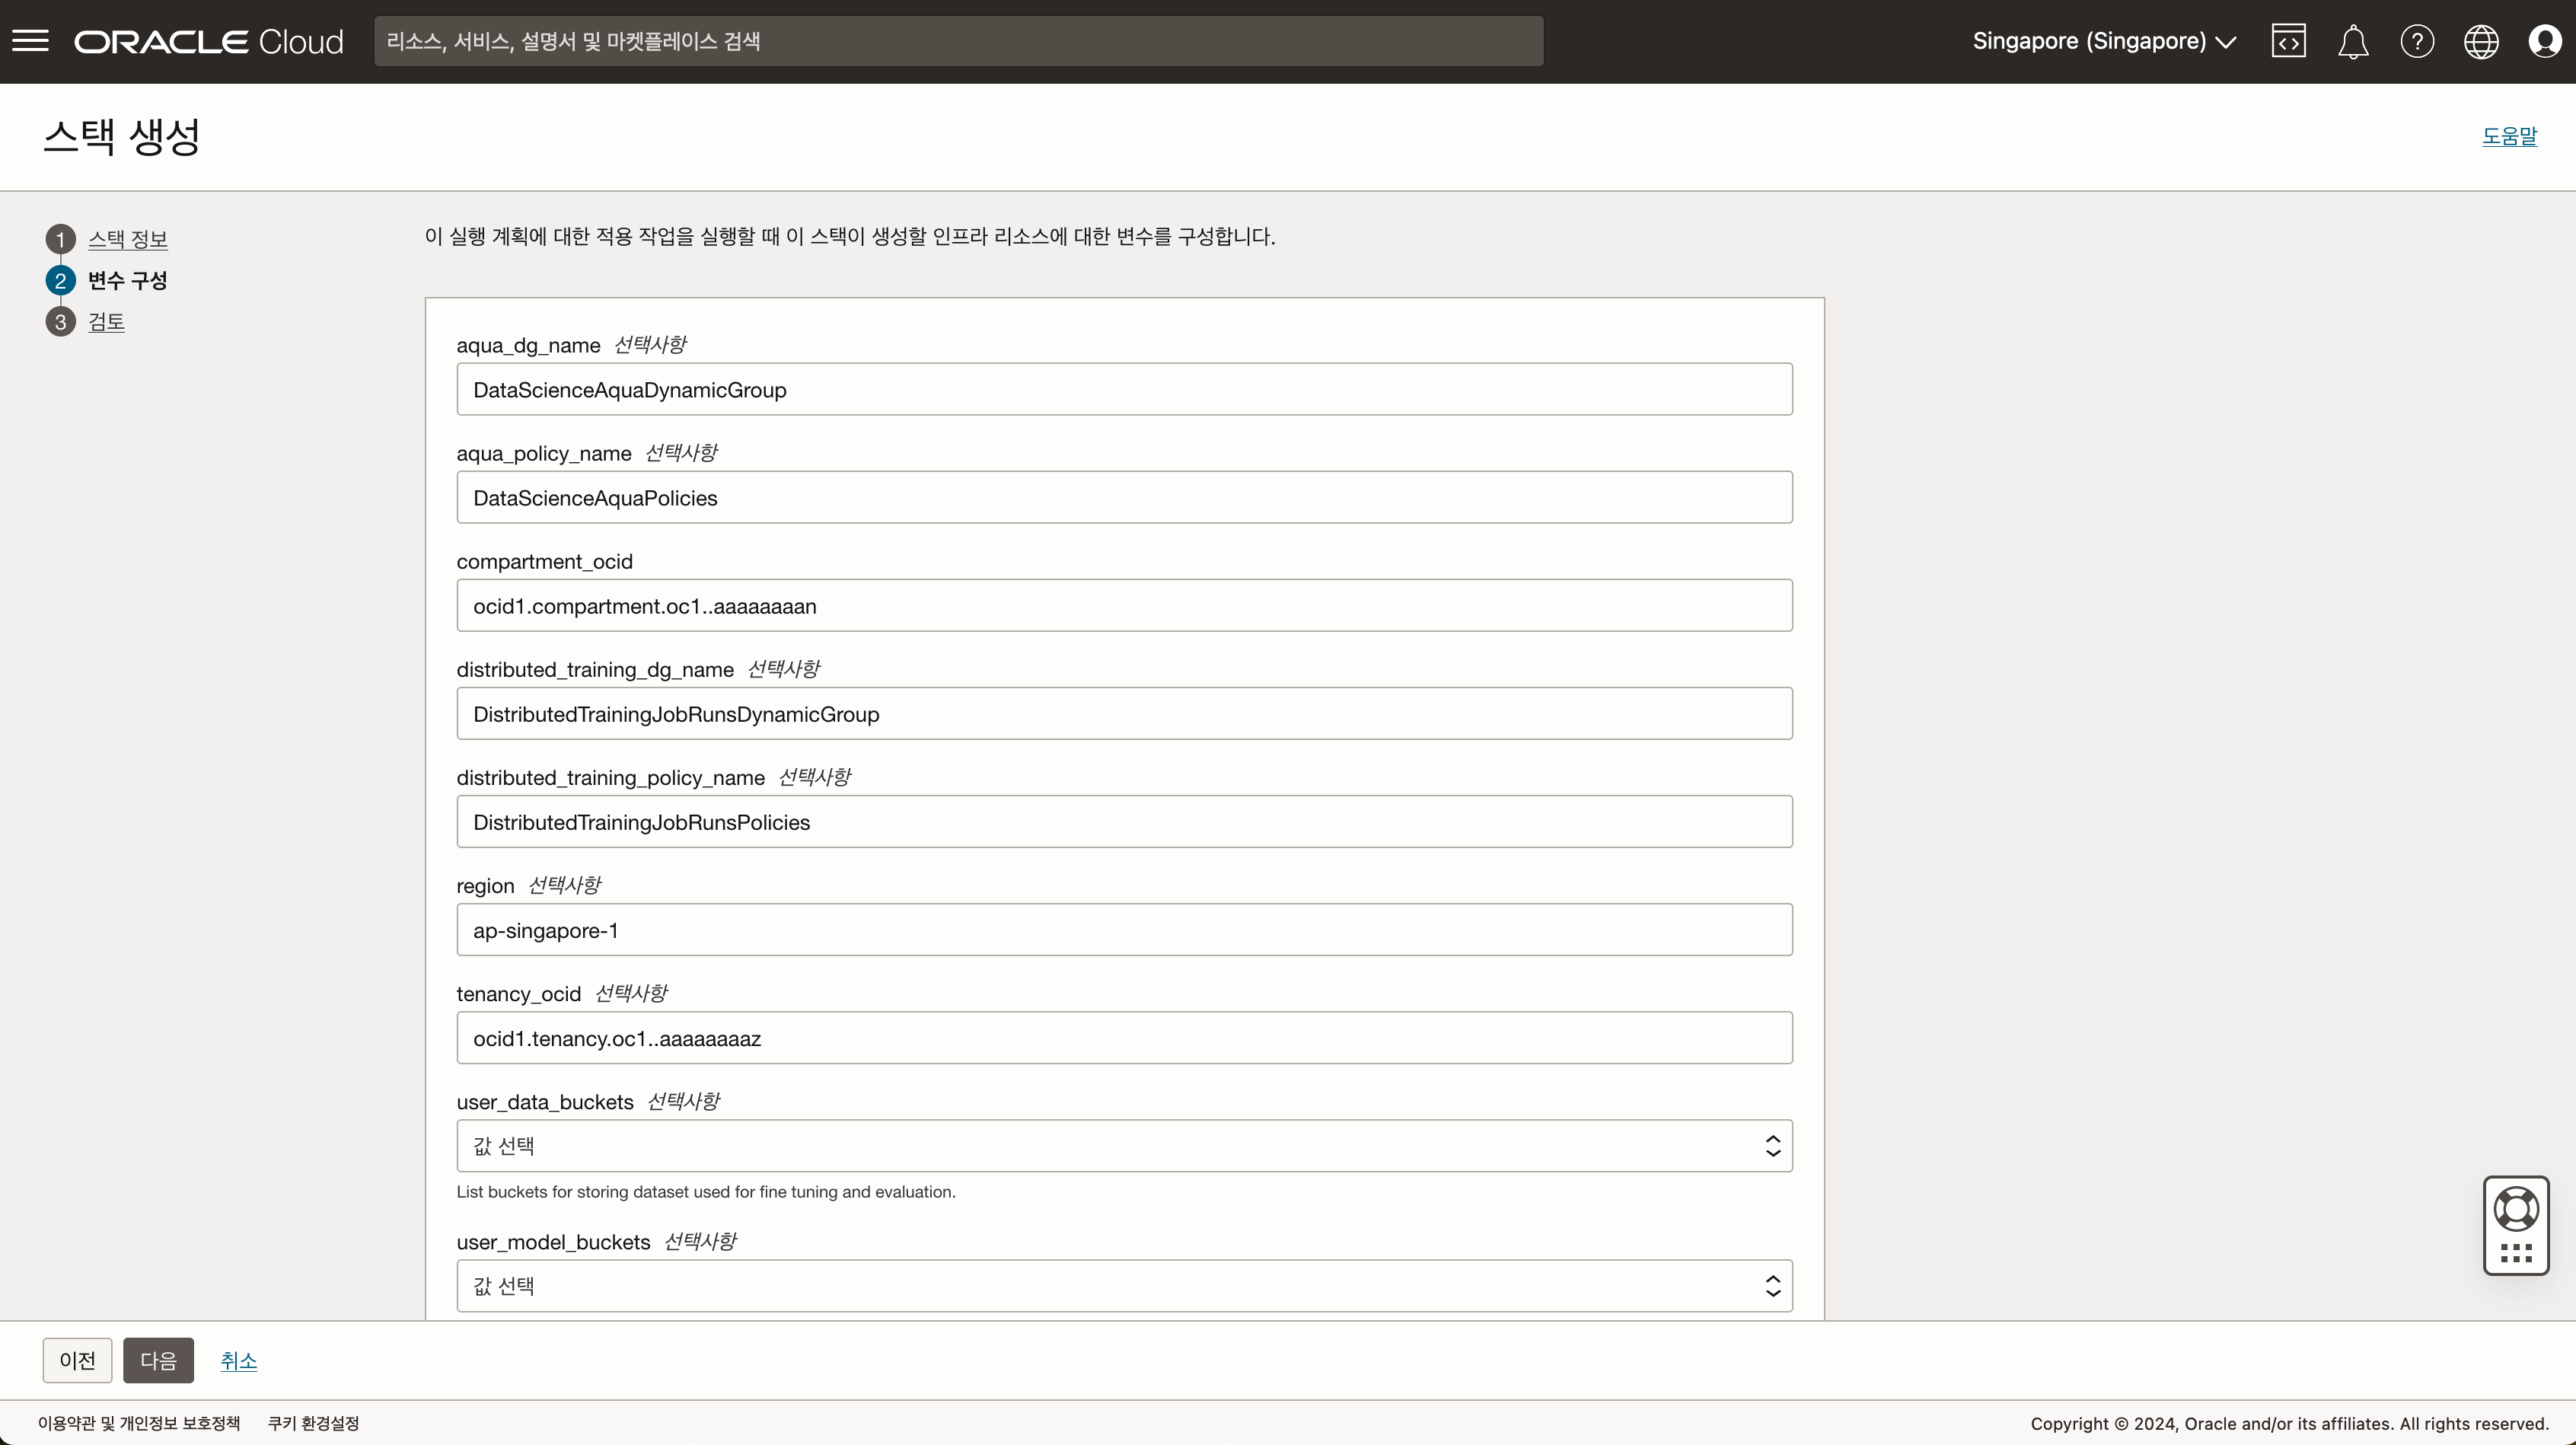 ORACLE Cloud
리소스, 서비스, 설명서 및 마켓플레이스 검색
Singapore (Singapore)
스택 생성
도움말
1 스택 정보
2 변수 구성
3 검토
이 실행 계획에 대한 적용 작업을 실행할 때 이 스택이 생성할 인프라 리소스에 대한 변수를 구성합니다.
aqua_dg_name 선택사항
DataScienceAquaDynamicGroup
aqua_policy_name 선택사항
DataScienceAquaPolicies
compartment_ocid
ocid1.compartment.oc1..aaaaaaaan
distributed_training_dg_name 선택사항
DistributedTrainingJobRunsDynamicGroup
distributed_training_policy_name 선택사항
DistributedTrainingJobRunsPolicies
region 선택사항
ap-singapore-1
tenancy_ocid 선택사항
ocid1.tenancy.oc1..aaaaaaaaz
user_data_buckets 선택사항
값 선택
List buckets for storing dataset used for fine tuning and evaluation.
user_model_buckets 선택사항
값 선택
이전 다음 취소
이용약관 및 개인정보 보호정책 쿠키 환경설정
Copyright © 2024, Oracle and/or its affiliates. All rights reserved.